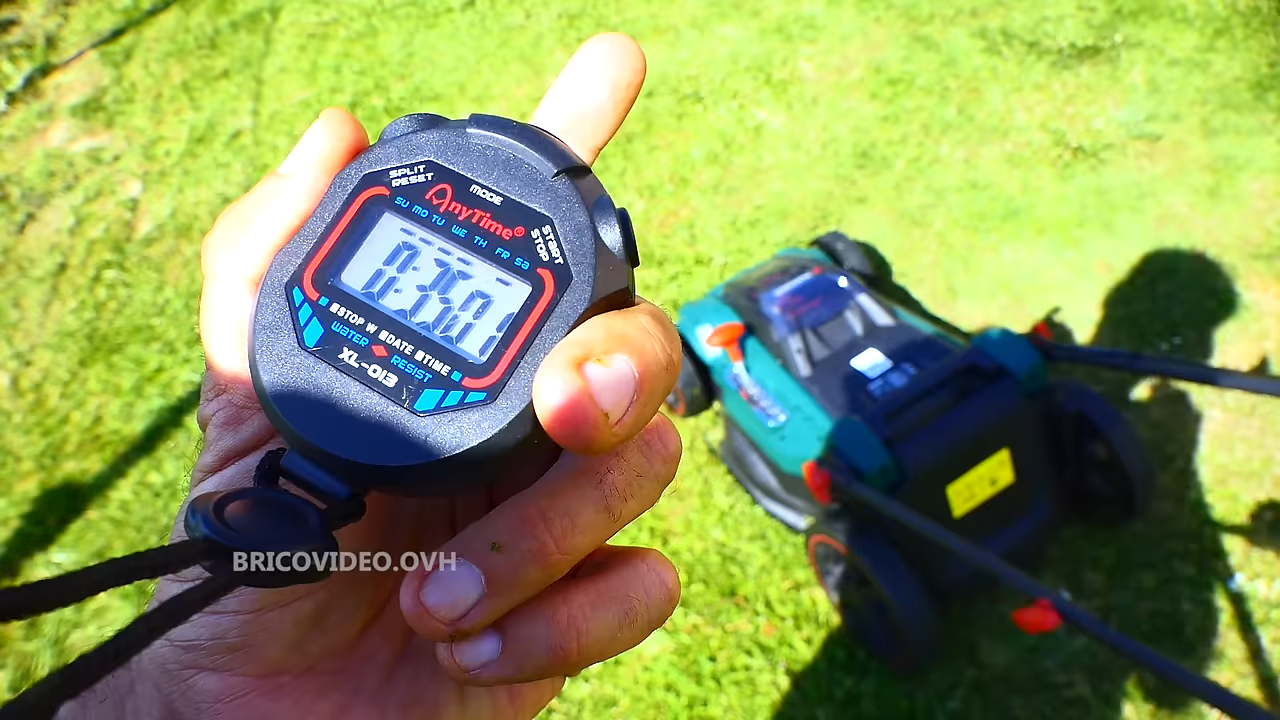 SPLIT
RESET
MODE
AnyTime®
START
STOP
SU MO TU WE TH FR SA
STOP W DATE TIME
WATER RESIST
XL-013
BRICOVIDEO.OVH